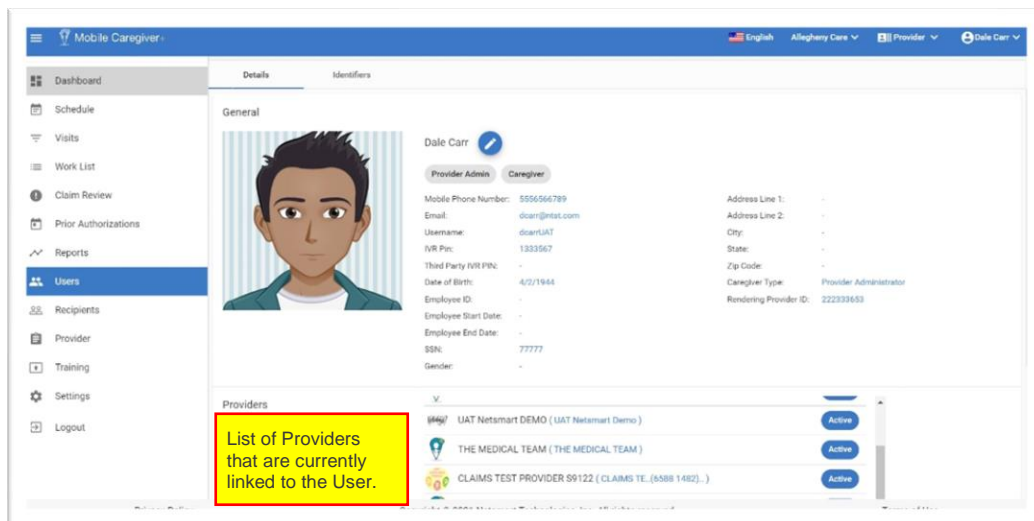 Mobile Caregiver+
English Allegheny Care Provider Dale Carr
Dashboard
Schedule
Visits
Work List
Claim Review
Prior Authorizations
Reports
Users
Recipients
Provider
Training
Settings
Logout
Details Identifiers
General
Dale Carr
Provider Admin Caregiver
Mobile Phone Number: 5556566789
Email: dcarr@ntst.com
Username: dcarrUAT
IVR Pin: 1333567
Third Party IVR PIN: -
Date of Birth: 4/2/1944
Employee ID: -
Employee Start Date: -
Employee End Date: -
SSN: 77777
Gender: -
Address Line 1: -
Address Line 2: -
City: -
State: -
Zip Code: -
Caregiver Type: Provider Administrator
Rendering Provider ID: 222333653
Providers
UAT Netsmart DEMO ( UAT Netsmart Demo ) Active
THE MEDICAL TEAM ( THE MEDICAL TEAM ) Active
CLAIMS TEST PROVIDER S9122 ( CLAIMS TE..(6588 1482).. ) Active
List of Providers
that are currently
linked to the User.